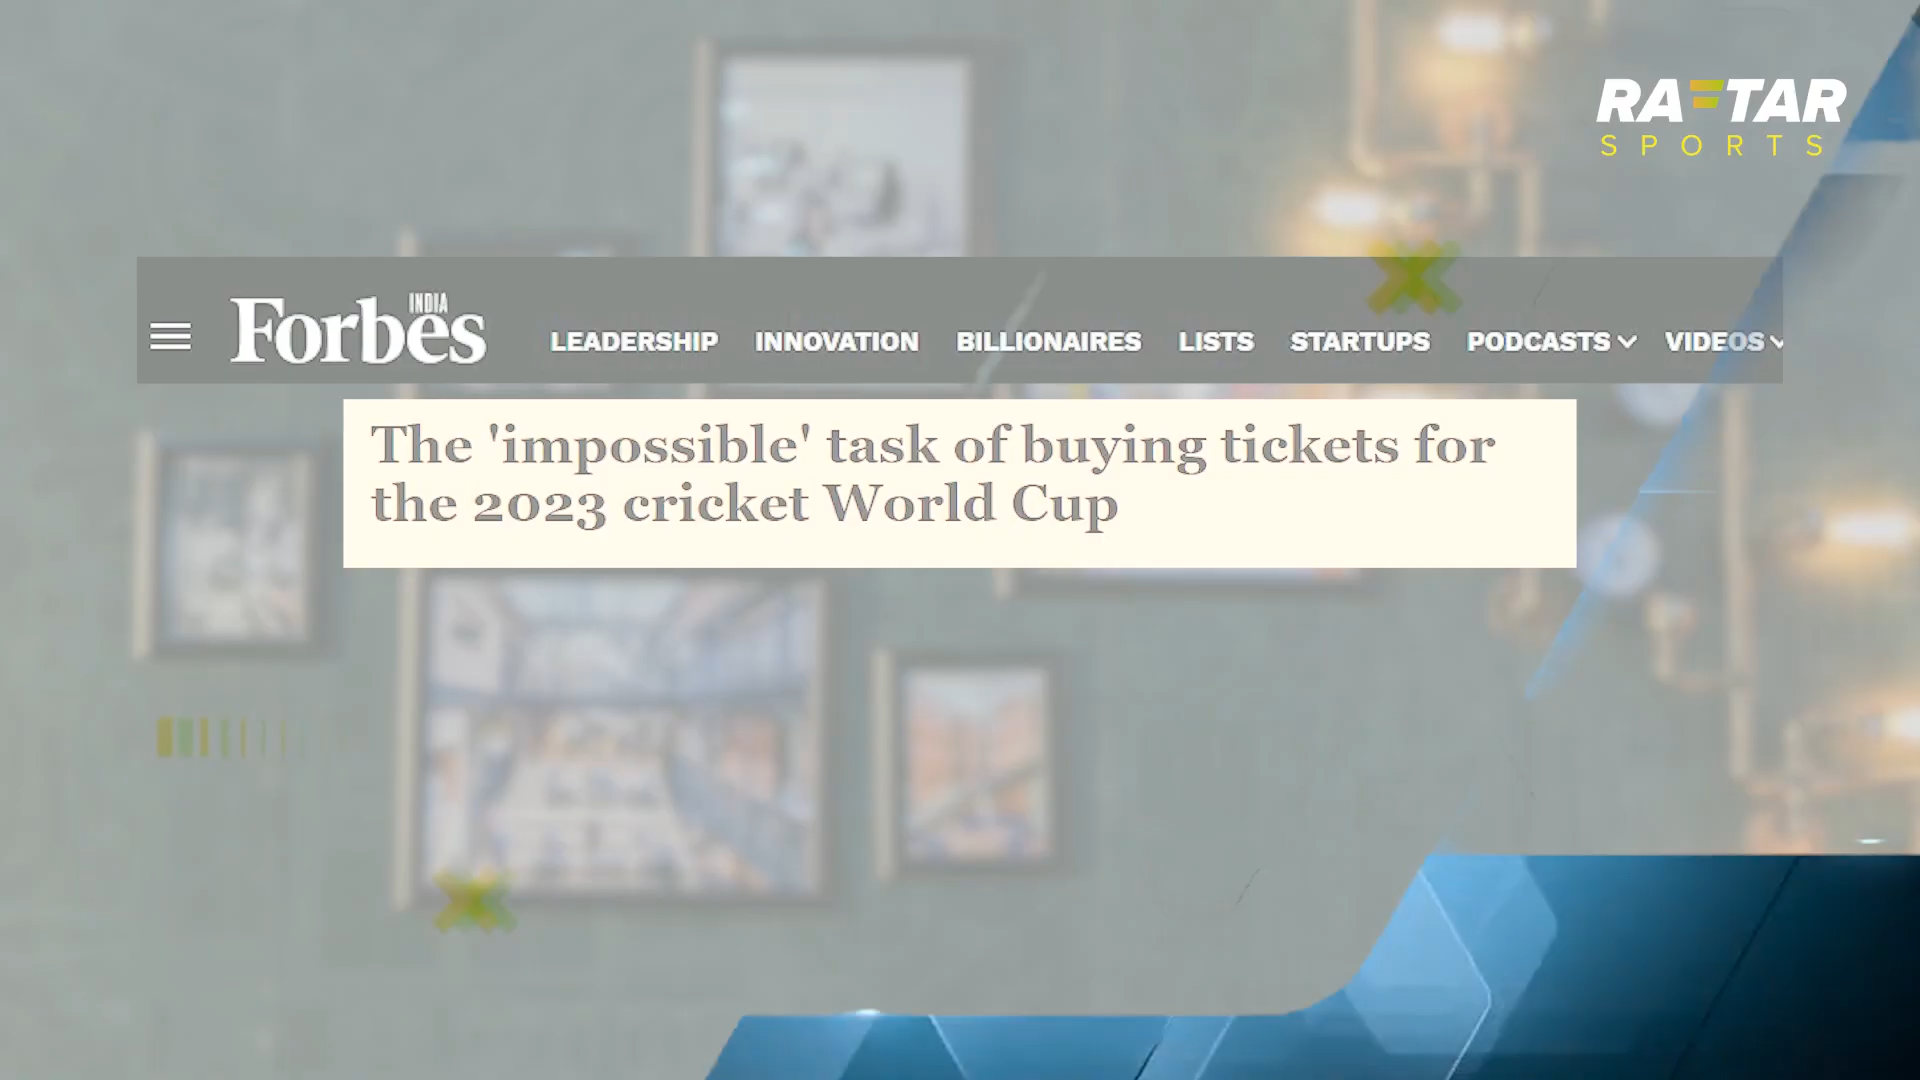 RAFTAR
SPORTS
Forbes INDIA
LEADERSHIP INNOVATION BILLIONAIRES LISTS STARTUPS PODCASTS VIDEOS
The 'impossible' task of buying tickets for
the 2023 cricket World Cup